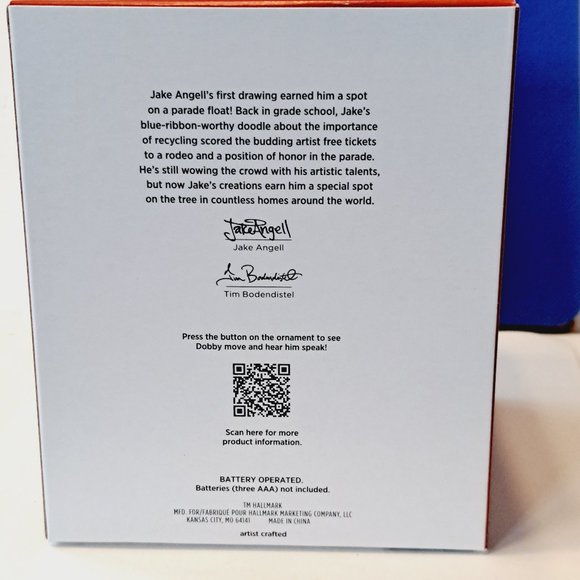 Jake Angell's first drawing earned him a spot
on a parade float! Back in grade school, Jake's
blue-ribbon-worthy doodle about the importance
of recycling scored the budding artist free tickets
to a rodeo and a position of honor in the parade.
He's still wowing the crowd with his artistic talents,
but now Jake's creations earn him a special spot
on the tree in countless homes around the world.
Jake Angell
Jake Angell
Tim Bodendistel
Tim Bodendistel
Press the button on the ornament to see
Dobby move and hear him speak!
Scan here for more
product information.
BATTERY OPERATED.
Batteries (three AAA) not included.
TM HALLMARK
MFD. FOR/FABRIQUÉ POUR HALLMARK MARKETING COMPANY, LLC
KANSAS CITY, MO 64141 MADE IN CHINA
artist crafted